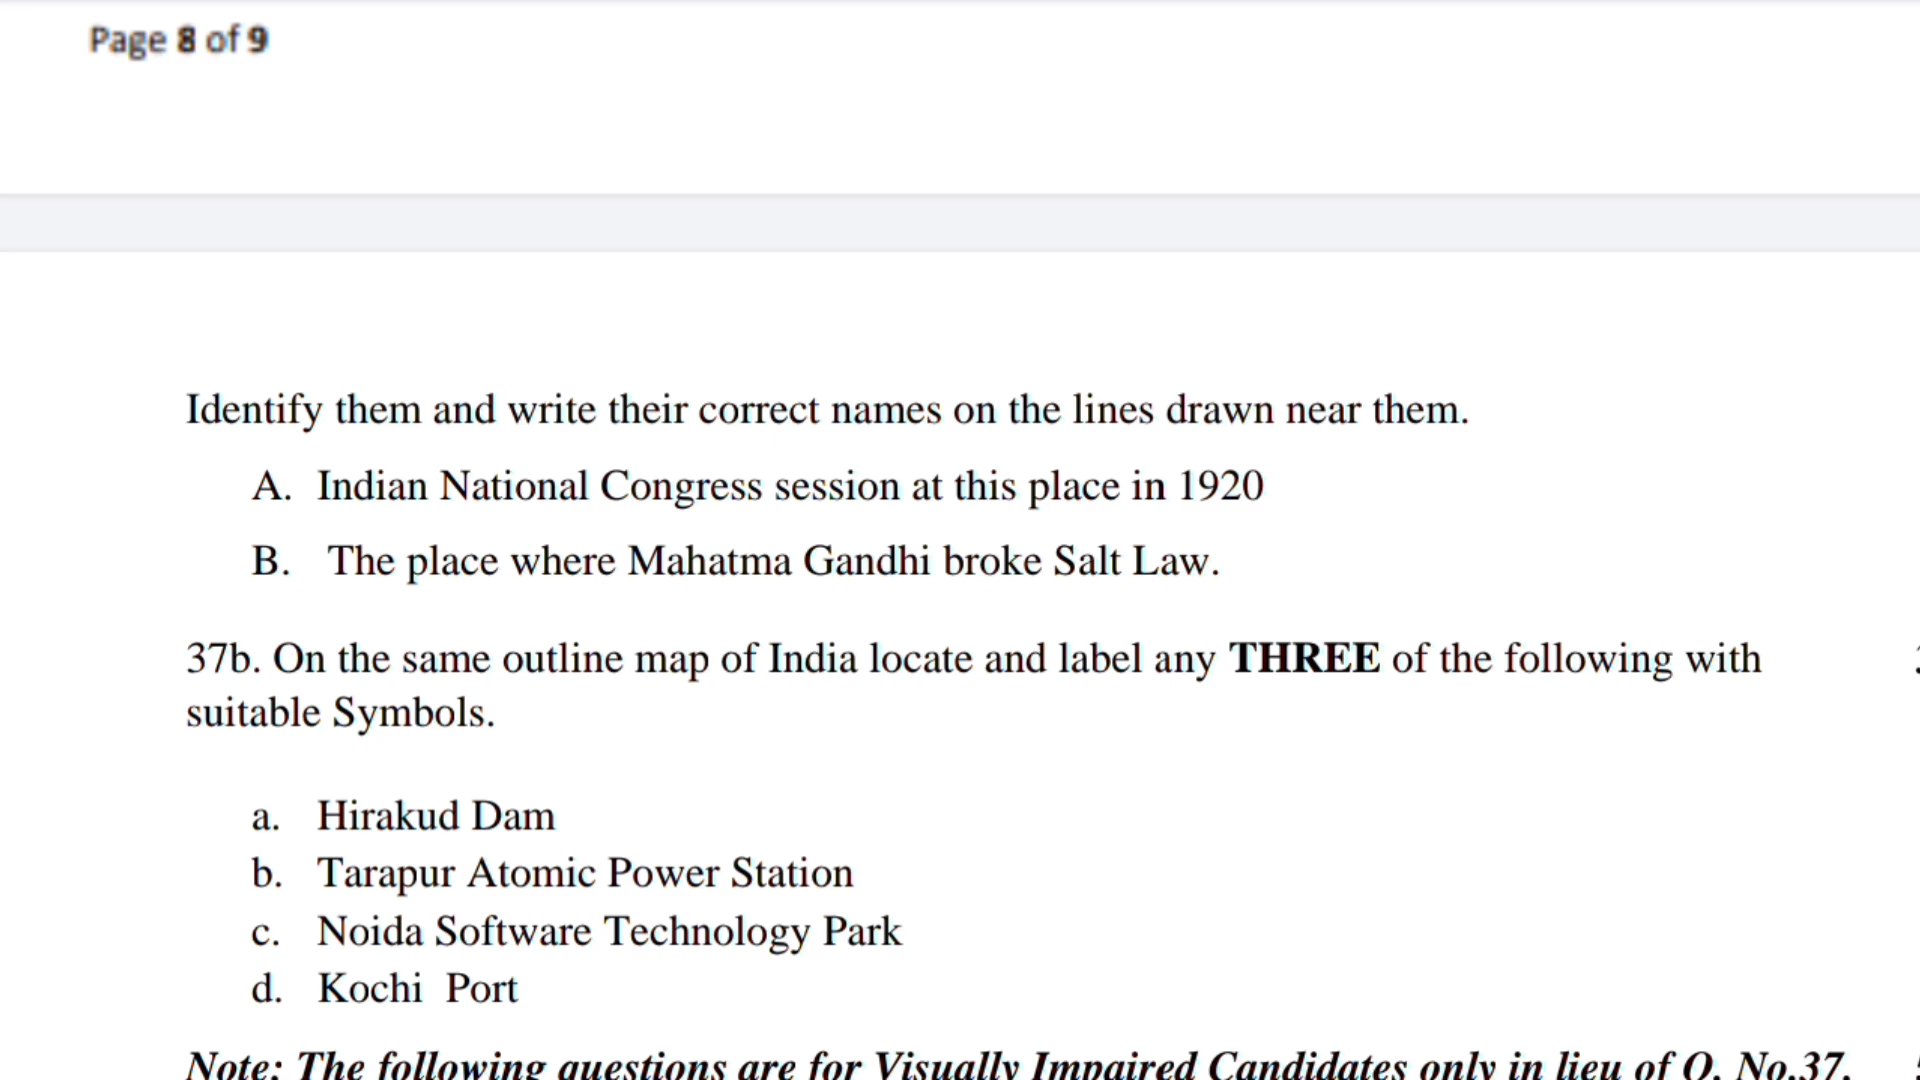 Page 8 of 9
Identify them and write their correct names on the lines drawn near them.
A. Indian National Congress session at this place in 1920
B. The place where Mahatma Gandhi broke Salt Law.
37b. On the same outline map of India locate and label any THREE of the following with
suitable Symbols.
a. Hirakud Dam
b. Tarapur Atomic Power Station
c. Noida Software Technology Park
d. Kochi Port
Note: The following questions are for Visually Impaired Candidates only in lieu of Q. No.37.